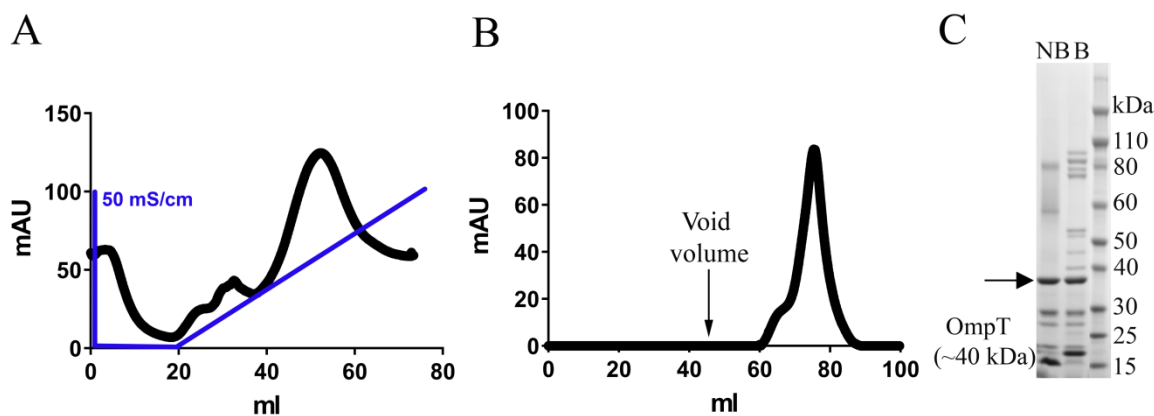 A
mAU
150
100
50
0
50 mS/cm
0 20 40 60 80
ml
B
mAU
100
80
60
40
20
0
Void
volume
0 20 40 60 80 100
ml
C
NB B
kDa
110
80
60
50
40
30
25
15
OmpT
(~40 kDa)